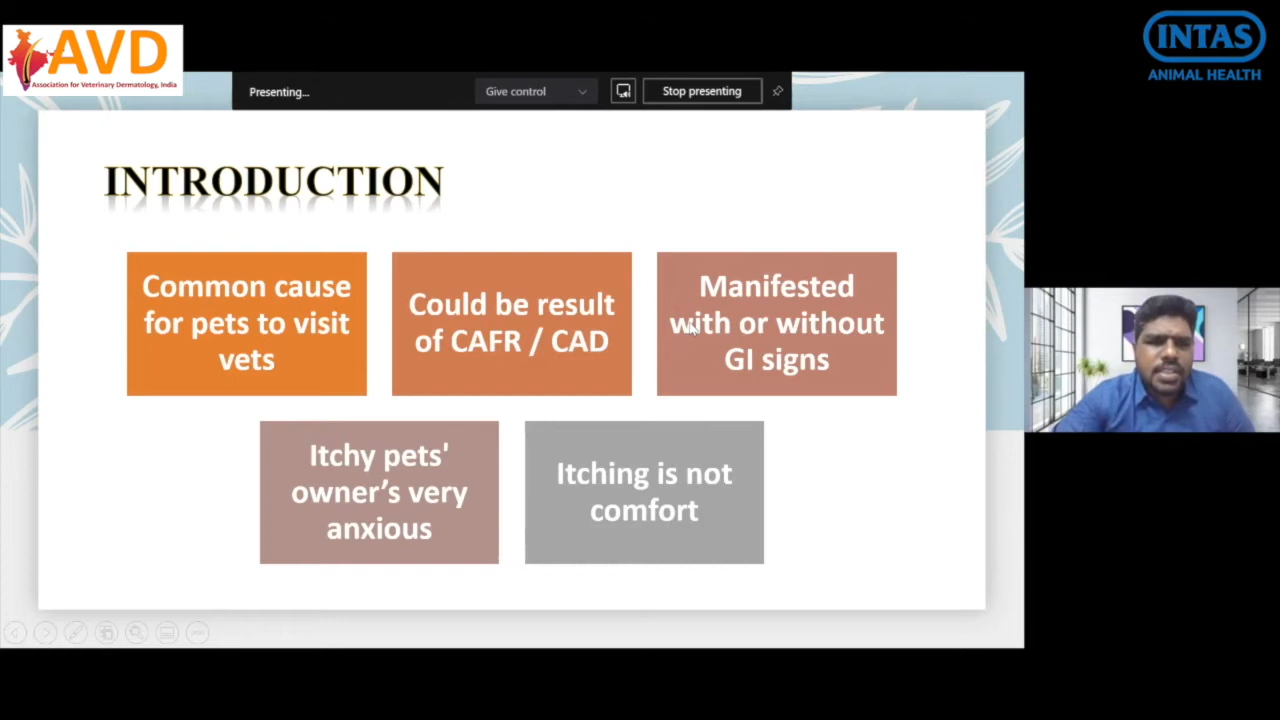 AVD
Association for Veterinary Dermatology, India
INTAS
ANIMAL HEALTH
Presenting...
Give control
Stop presenting
INTRODUCTION
Common cause
for pets to visit
vets
Could be result
of CAFR / CAD
Manifested
with or without
GI signs
Itchy pets'
owner’s very
anxious
Itching is not
comfort